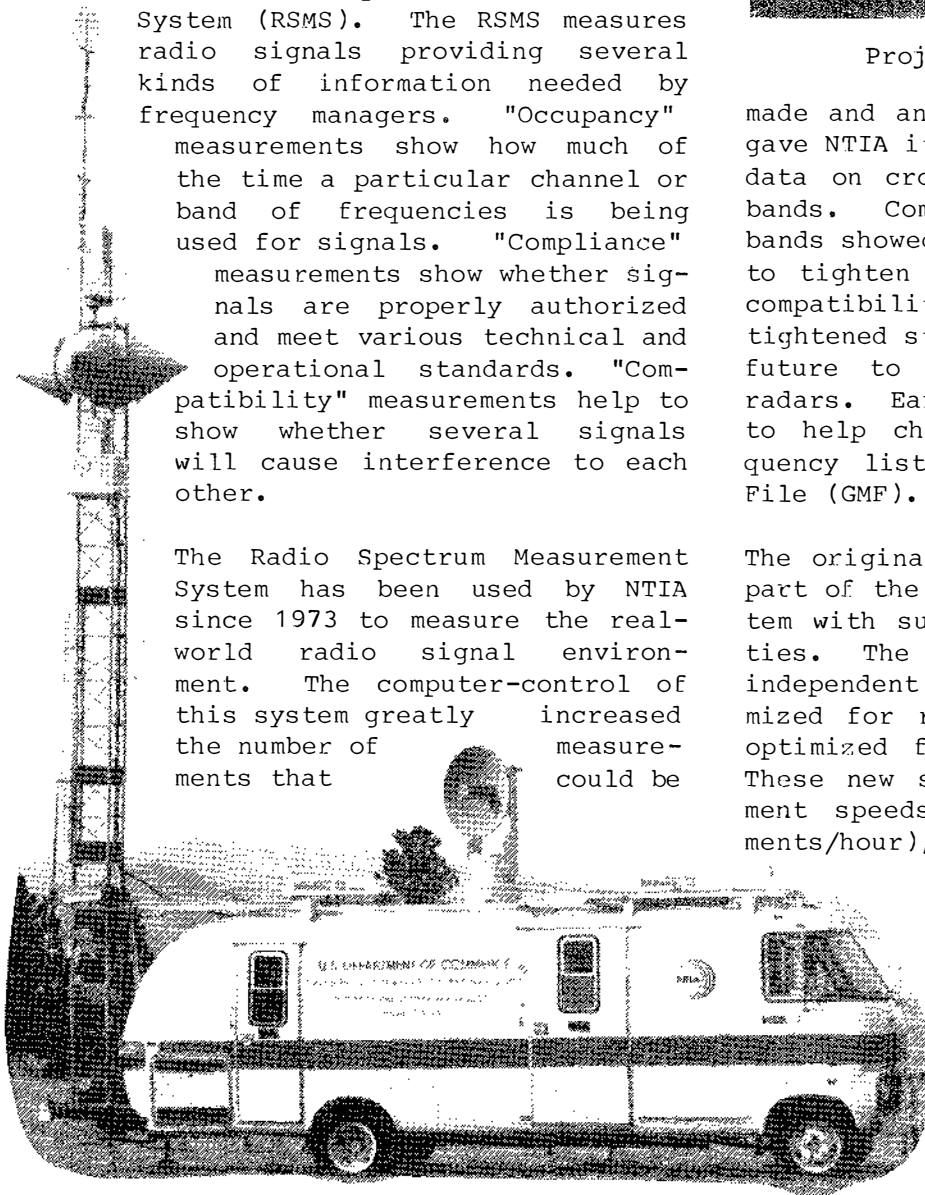 System (RSMS). The RSMS measures
radio signals providing several
kinds of information needed by
frequency managers. "Occupancy"
measurements show how much of
the time a particular channel or
band of frequencies is being
used for signals. "Compliance"
measurements show whether sig-
nals are properly authorized
and meet various technical and
operational standards. "Com-
patibility" measurements help to
show whether several signals
will cause interference to each
other.
The Radio Spectrum Measurement
System has been used by NTIA
since 1973 to measure the real-
world radio signal environ-
ment. The computer-control of
this system greatly increased
the number of measure-
ments that could be
U.S. DEPARTMENT OF COMMERCE
Proj
made and an
gave NTIA i
data on cro
bands. Com
bands showed
to tighten
compatibilit
tightened s
future to
radars. Ear
to help ch
quency list
File (GMF).
The origina
part of the
tem with su
ties. The
independent
mized for r
optimized f
These new s
ment speeds
ments/hour),